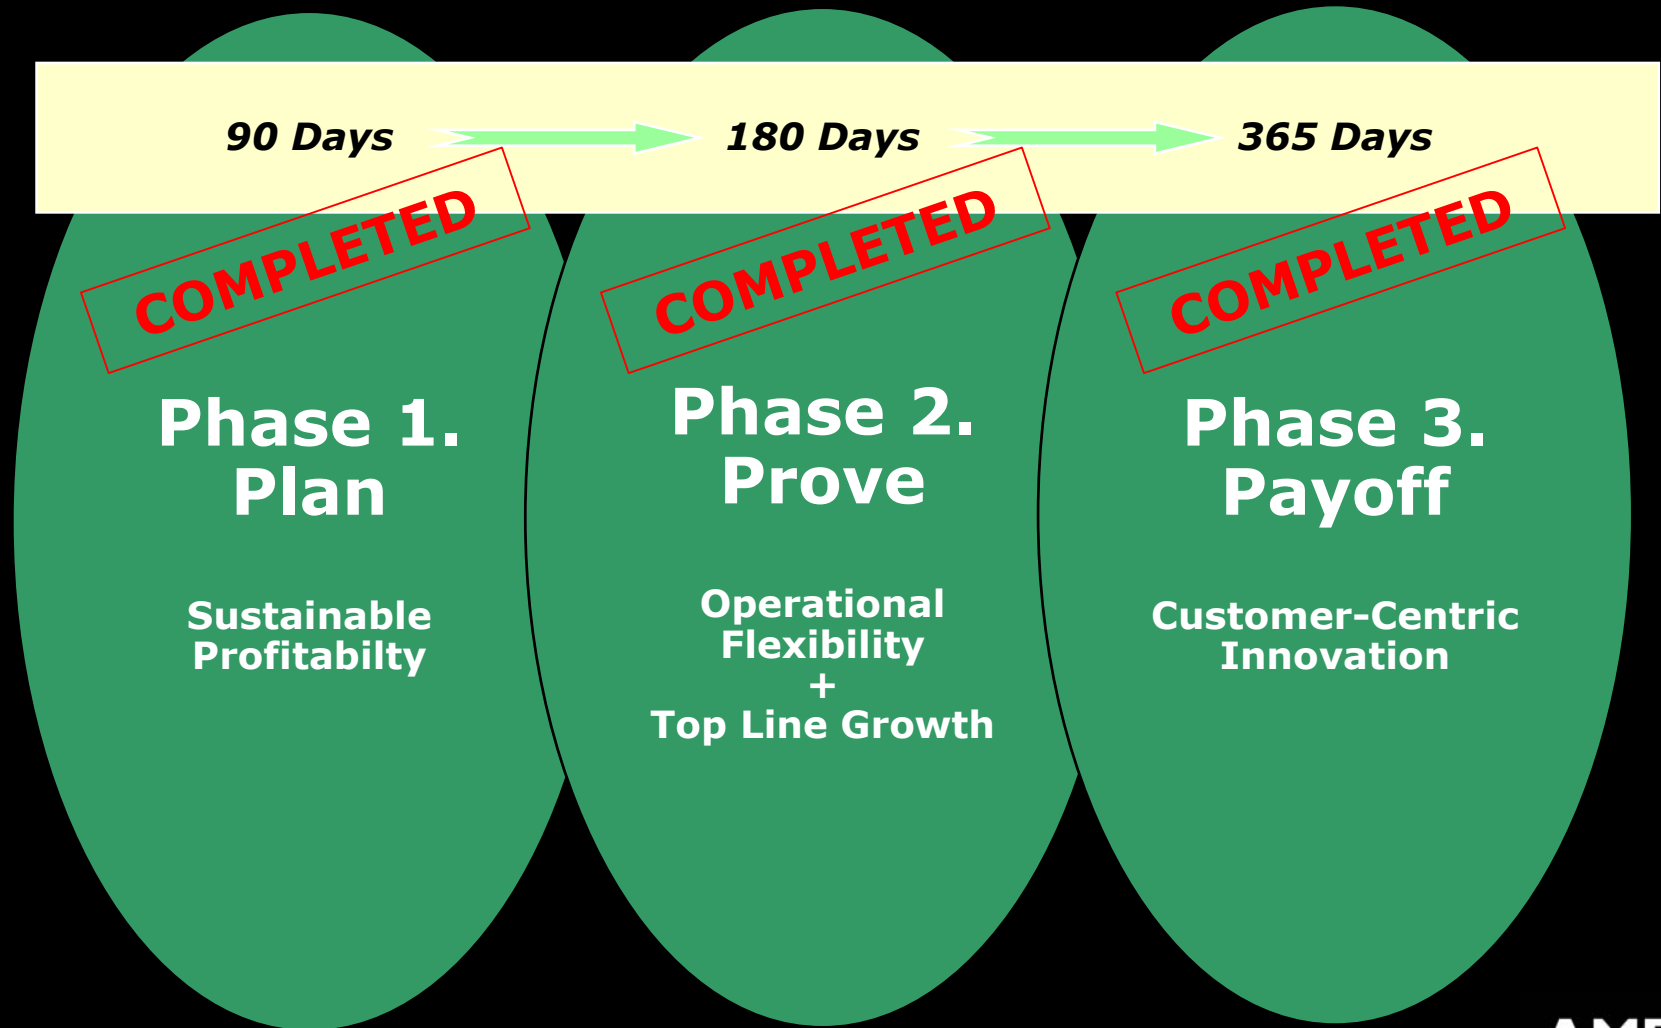 90 Days
180 Days
365 Days
COMPLETED
COMPLETED
COMPLETED
Phase 1.
Plan
Sustainable
Profitabilty
Phase 2.
Prove
Operational
Flexibility
+
Top Line Growth
Phase 3.
Payoff
Customer-Centric
Innovation